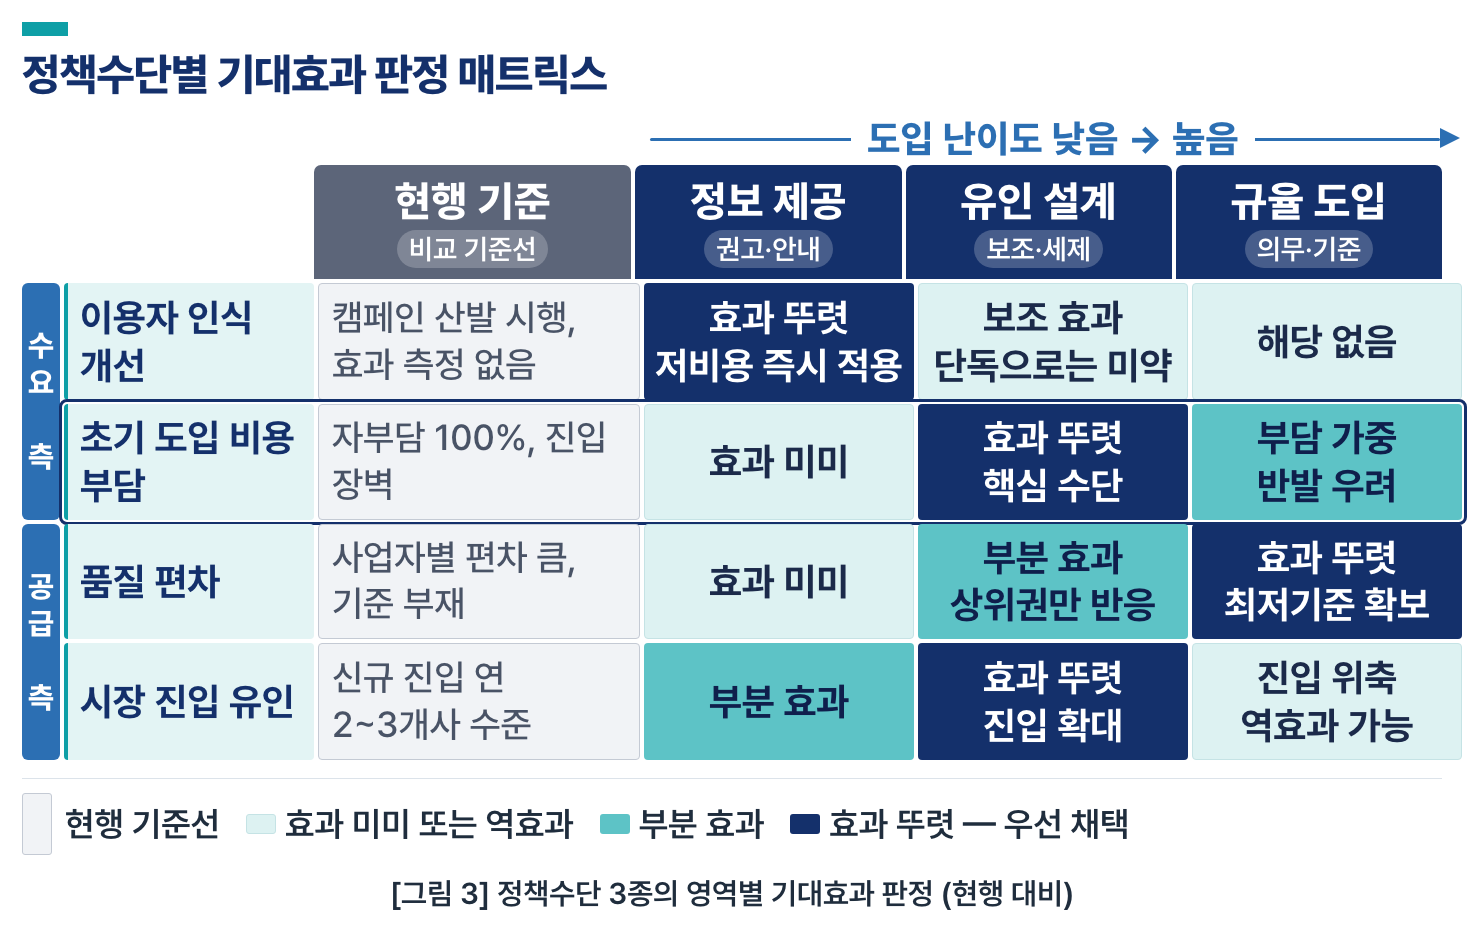 정책수단별 기대효과 판정 매트릭스
도입 난이도 낮음 → 높음
현행 기준
비교 기준선
정보 제공
권고·안내
유인 설계
보조·세제
규율 도입
의무·기준
수요 측
이용자 인식
개선
캠페인 산발 시행,
효과 측정 없음
효과 뚜렷
저비용 즉시 적용
보조 효과
단독으로는 미약
해당 없음
초기 도입 비용
부담
자부담 100%, 진입
장벽
효과 미미
효과 뚜렷
핵심 수단
부담 가중
반발 우려
공급 측
품질 편차
사업자별 편차 큼,
기준 부재
효과 미미
부분 효과
상위권만 반응
효과 뚜렷
최저기준 확보
시장 진입 유인
신규 진입 연
2~3개사 수준
부분 효과
효과 뚜렷
진입 확대
진입 위축
역효과 가능
현행 기준선
효과 미미 또는 역효과
부분 효과
효과 뚜렷 — 우선 채택
[그림 3] 정책수단 3종의 영역별 기대효과 판정 (현행 대비)